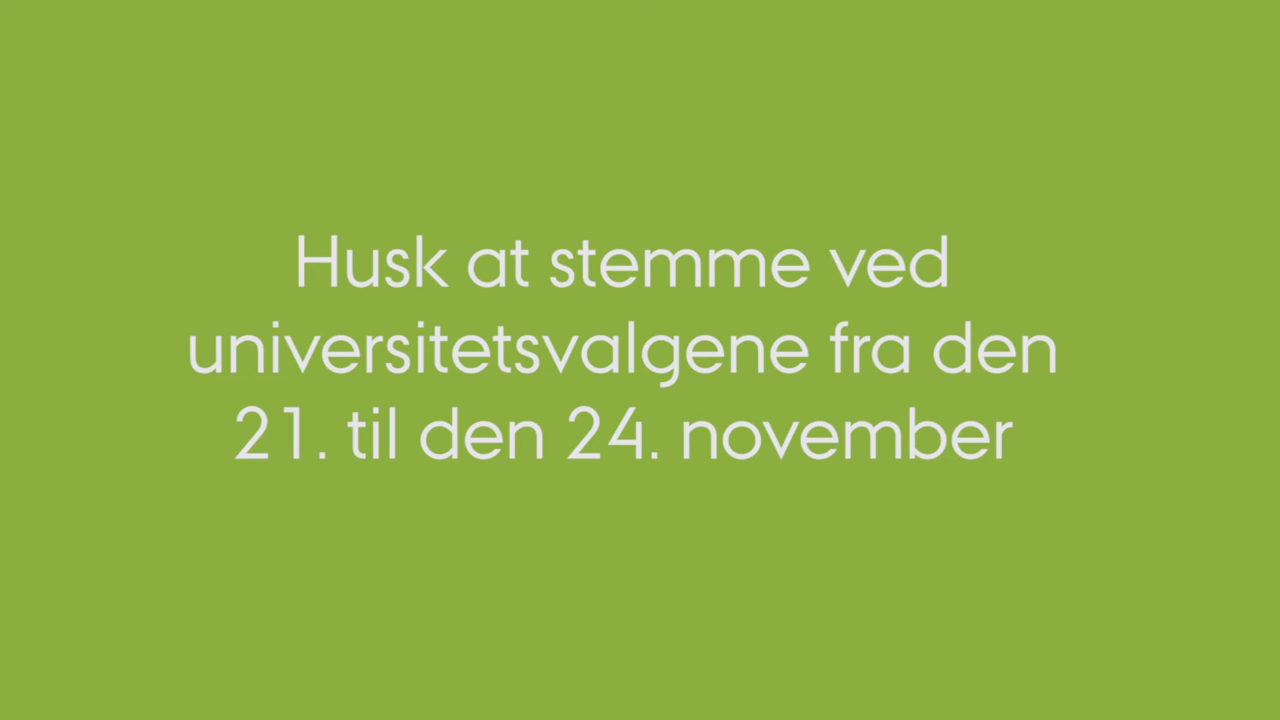 Husk at stemme ved
universitetsvalgene fra den
21. til den 24. november